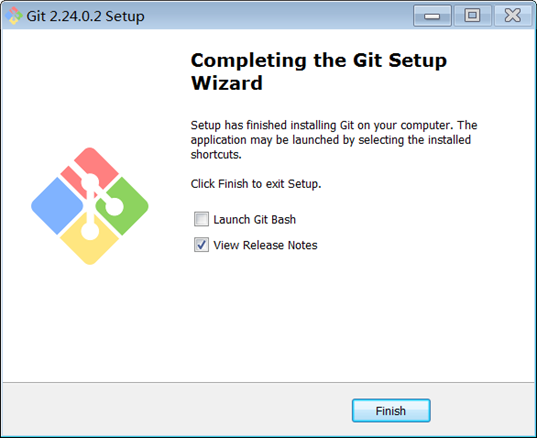 Git 2.24.0.2 Setup
Completing the Git Setup
Wizard
Setup has finished installing Git on your computer. The
application may be launched by selecting the installed
shortcuts.
Click Finish to exit Setup.
Launch Git Bash
View Release Notes
Finish